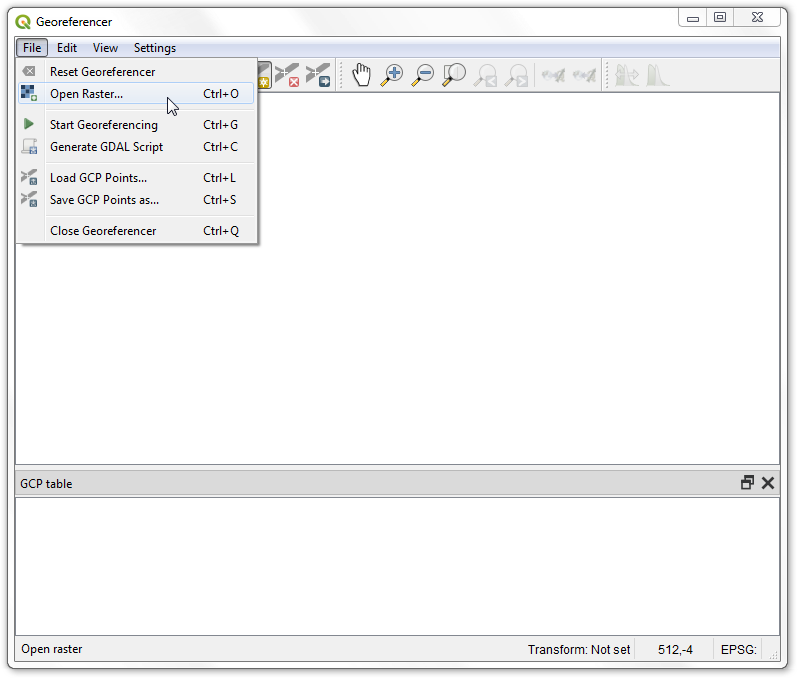 Georeferencer
File Edit View Settings
Reset Georeferencer
Open Raster... Ctrl+O
Start Georeferencing Ctrl+G
Generate GDAL Script Ctrl+C
Load GCP Points... Ctrl+L
Save GCP Points as... Ctrl+S
Close Georeferencer Ctrl+Q
GCP table
Open raster Transform: Not set 512,-4 EPSG: